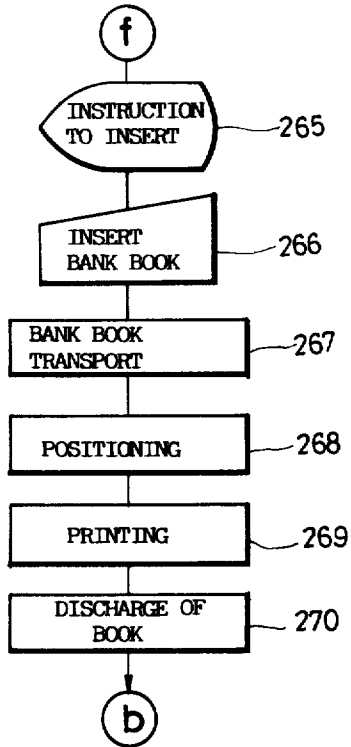 f
INSTRUCTION
TO INSERT
265
INSERT
BANK BOOK
266
BANK BOOK
TRANSPORT
267
POSITIONING
268
PRINTING
269
DISCHARGE OF
BOOK
270
b